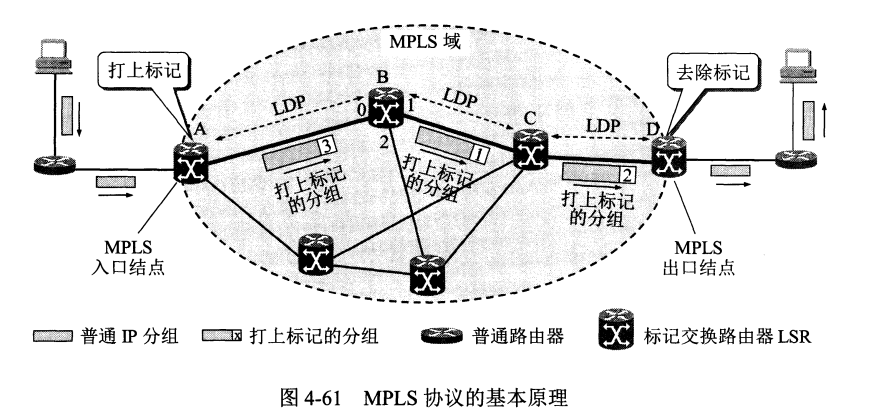 MPLS 域
打上标记
去除标记
B
LDP
LDP
0
1
C
A
2
LDP
D
3
1
2
打上标记
的分组
打上标记
的分组
打上标记
的分组
MPLS
入口结点
MPLS
出口结点
普通 IP 分组
x 打上标记的分组
普通路由器
标记交换路由器 LSR
图 4-61 MPLS 协议的基本原理